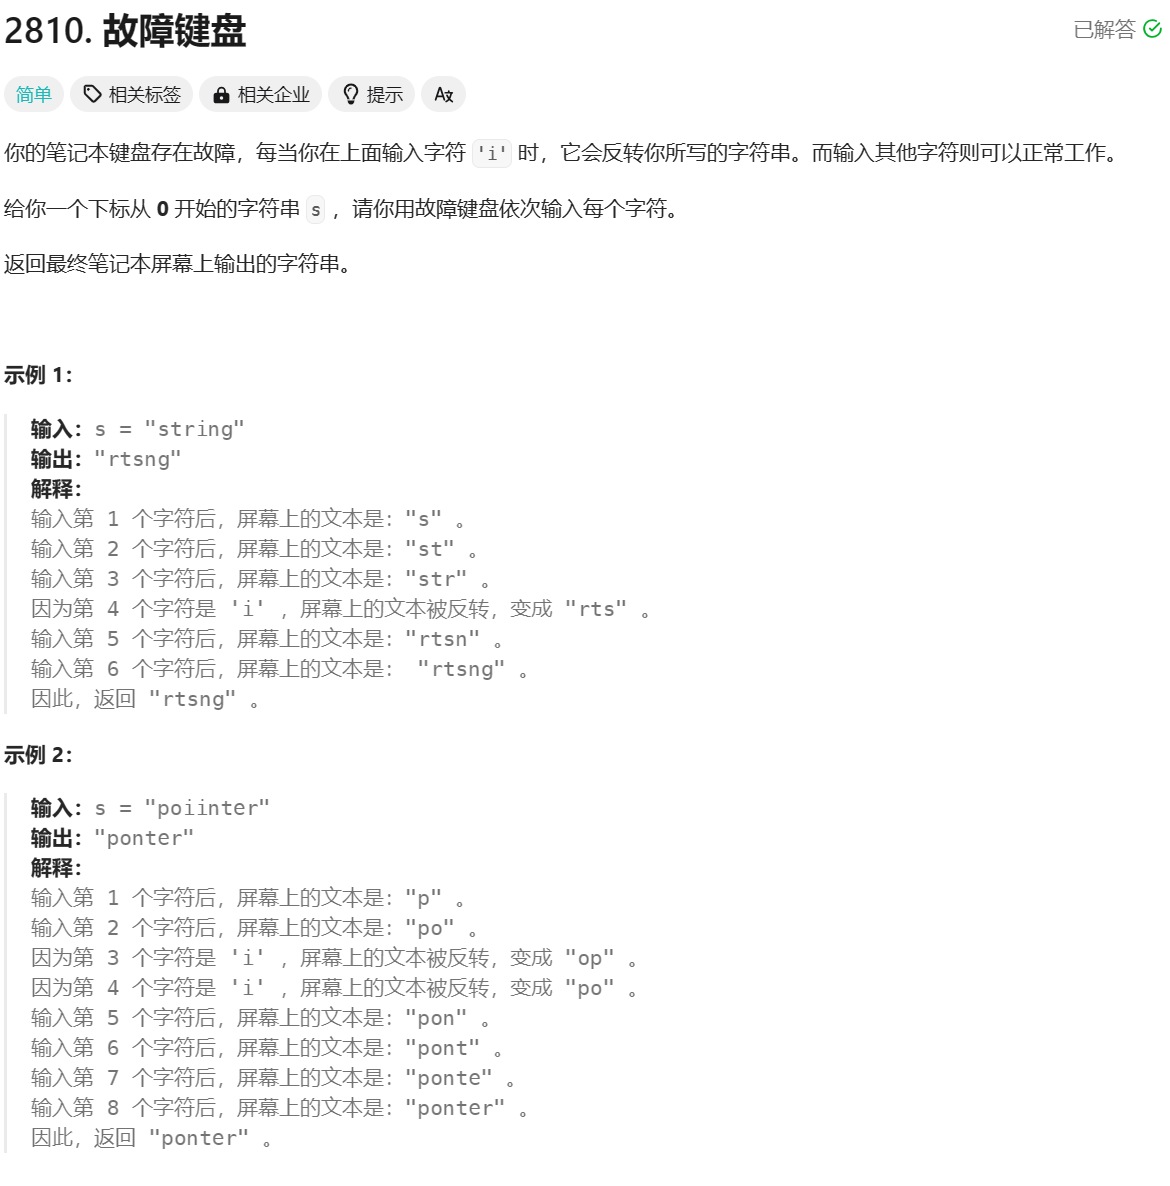 2810. 故障键盘
已解答
简单 相关标签 相关企业 提示
你的笔记本键盘存在故障，每当你在上面输入字符 'i' 时，它会反转你所写的字符串。而输入其他字符则可以正常工作。
给你一个下标从 0 开始的字符串 s ，请你用故障键盘依次输入每个字符。
返回最终笔记本屏幕上输出的字符串。
示例 1：
输入：s = "string"
输出："rtsng"
解释：
输入第 1 个字符后，屏幕上的文本是："s" 。
输入第 2 个字符后，屏幕上的文本是："st" 。
输入第 3 个字符后，屏幕上的文本是："str" 。
因为第 4 个字符是 'i' ，屏幕上的文本被反转，变成 "rts" 。
输入第 5 个字符后，屏幕上的文本是："rtsn" 。
输入第 6 个字符后，屏幕上的文本是： "rtsng" 。
因此，返回 "rtsng" 。
示例 2：
输入：s = "poiinter"
输出："ponter"
解释：
输入第 1 个字符后，屏幕上的文本是："p" 。
输入第 2 个字符后，屏幕上的文本是："po" 。
因为第 3 个字符是 'i' ，屏幕上的文本被反转，变成 "op" 。
因为第 4 个字符是 'i' ，屏幕上的文本被反转，变成 "po" 。
输入第 5 个字符后，屏幕上的文本是："pon" 。
输入第 6 个字符后，屏幕上的文本是："pont" 。
输入第 7 个字符后，屏幕上的文本是："ponte" 。
输入第 8 个字符后，屏幕上的文本是："ponter" 。
因此，返回 "ponter" 。